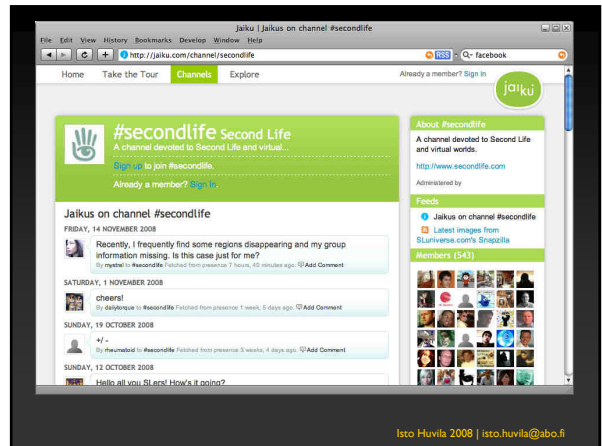 Jaiku | Jaikus on channel #secondlife
File Edit View History Bookmarks Develop Window Help
http://jaiku.com/channel/secondlife
RSS
facebook
Home Take the Tour Channels Explore
Already a member? Sign In
jaiku
#secondlife Second Life
A channel devoted to Second Life and virtual...
Sign up to join #secondlife.
Already a member? Sign In.
Jaikus on channel #secondlife
FRIDAY, 14 NOVEMBER 2008
Recently, I frequently find some regions disappearing and my group
information missing. Is this case just for me?
By mystral to #secondlife Fetched from presence 7 hours, 40 minutes ago. Add Comment
SATURDAY, 1 NOVEMBER 2008
cheers!
By dailytorque to #secondlife Fetched from presence 1 week, 5 days ago. Add Comment
SUNDAY, 19 OCTOBER 2008
+/-
By rheumatoid to #secondlife Fetched from presence 3 weeks, 4 days ago. Add Comment
SUNDAY, 12 OCTOBER 2008
Hello all you SLers! How's it going?
About #secondlife
A channel devoted to Second Life
and virtual worlds.
http://www.secondlife.com
Administered by
Feeds
Jaikus on channel #secondlife
Latest images from
SLuniverse.com's Snapzilla
Members (543)
Isto Huvila 2008 | isto.huvila@abo.fi